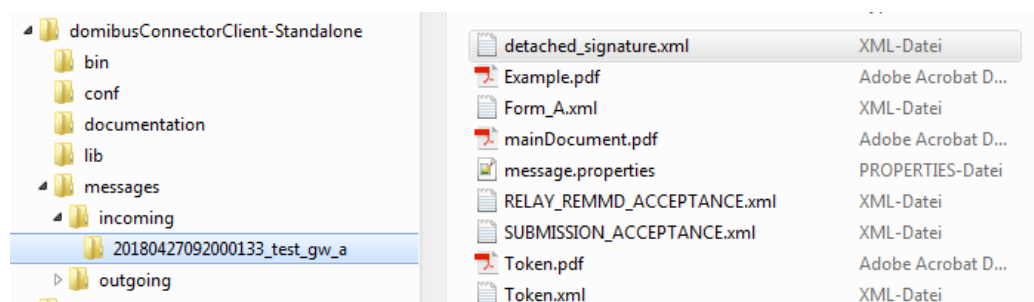 domibusConnectorClient-Standalone
bin
conf
documentation
lib
messages
incoming
20180427092000133_test_gw_a
outgoing
detached_signature.xml XML-Datei
Example.pdf Adobe Acrobat D...
Form_A.xml XML-Datei
mainDocument.pdf Adobe Acrobat D...
message.properties PROPERTIES-Datei
RELAY_REMMD_ACCEPTANCE.xml XML-Datei
SUBMISSION_ACCEPTANCE.xml XML-Datei
Token.pdf Adobe Acrobat D...
Token.xml XML-Datei